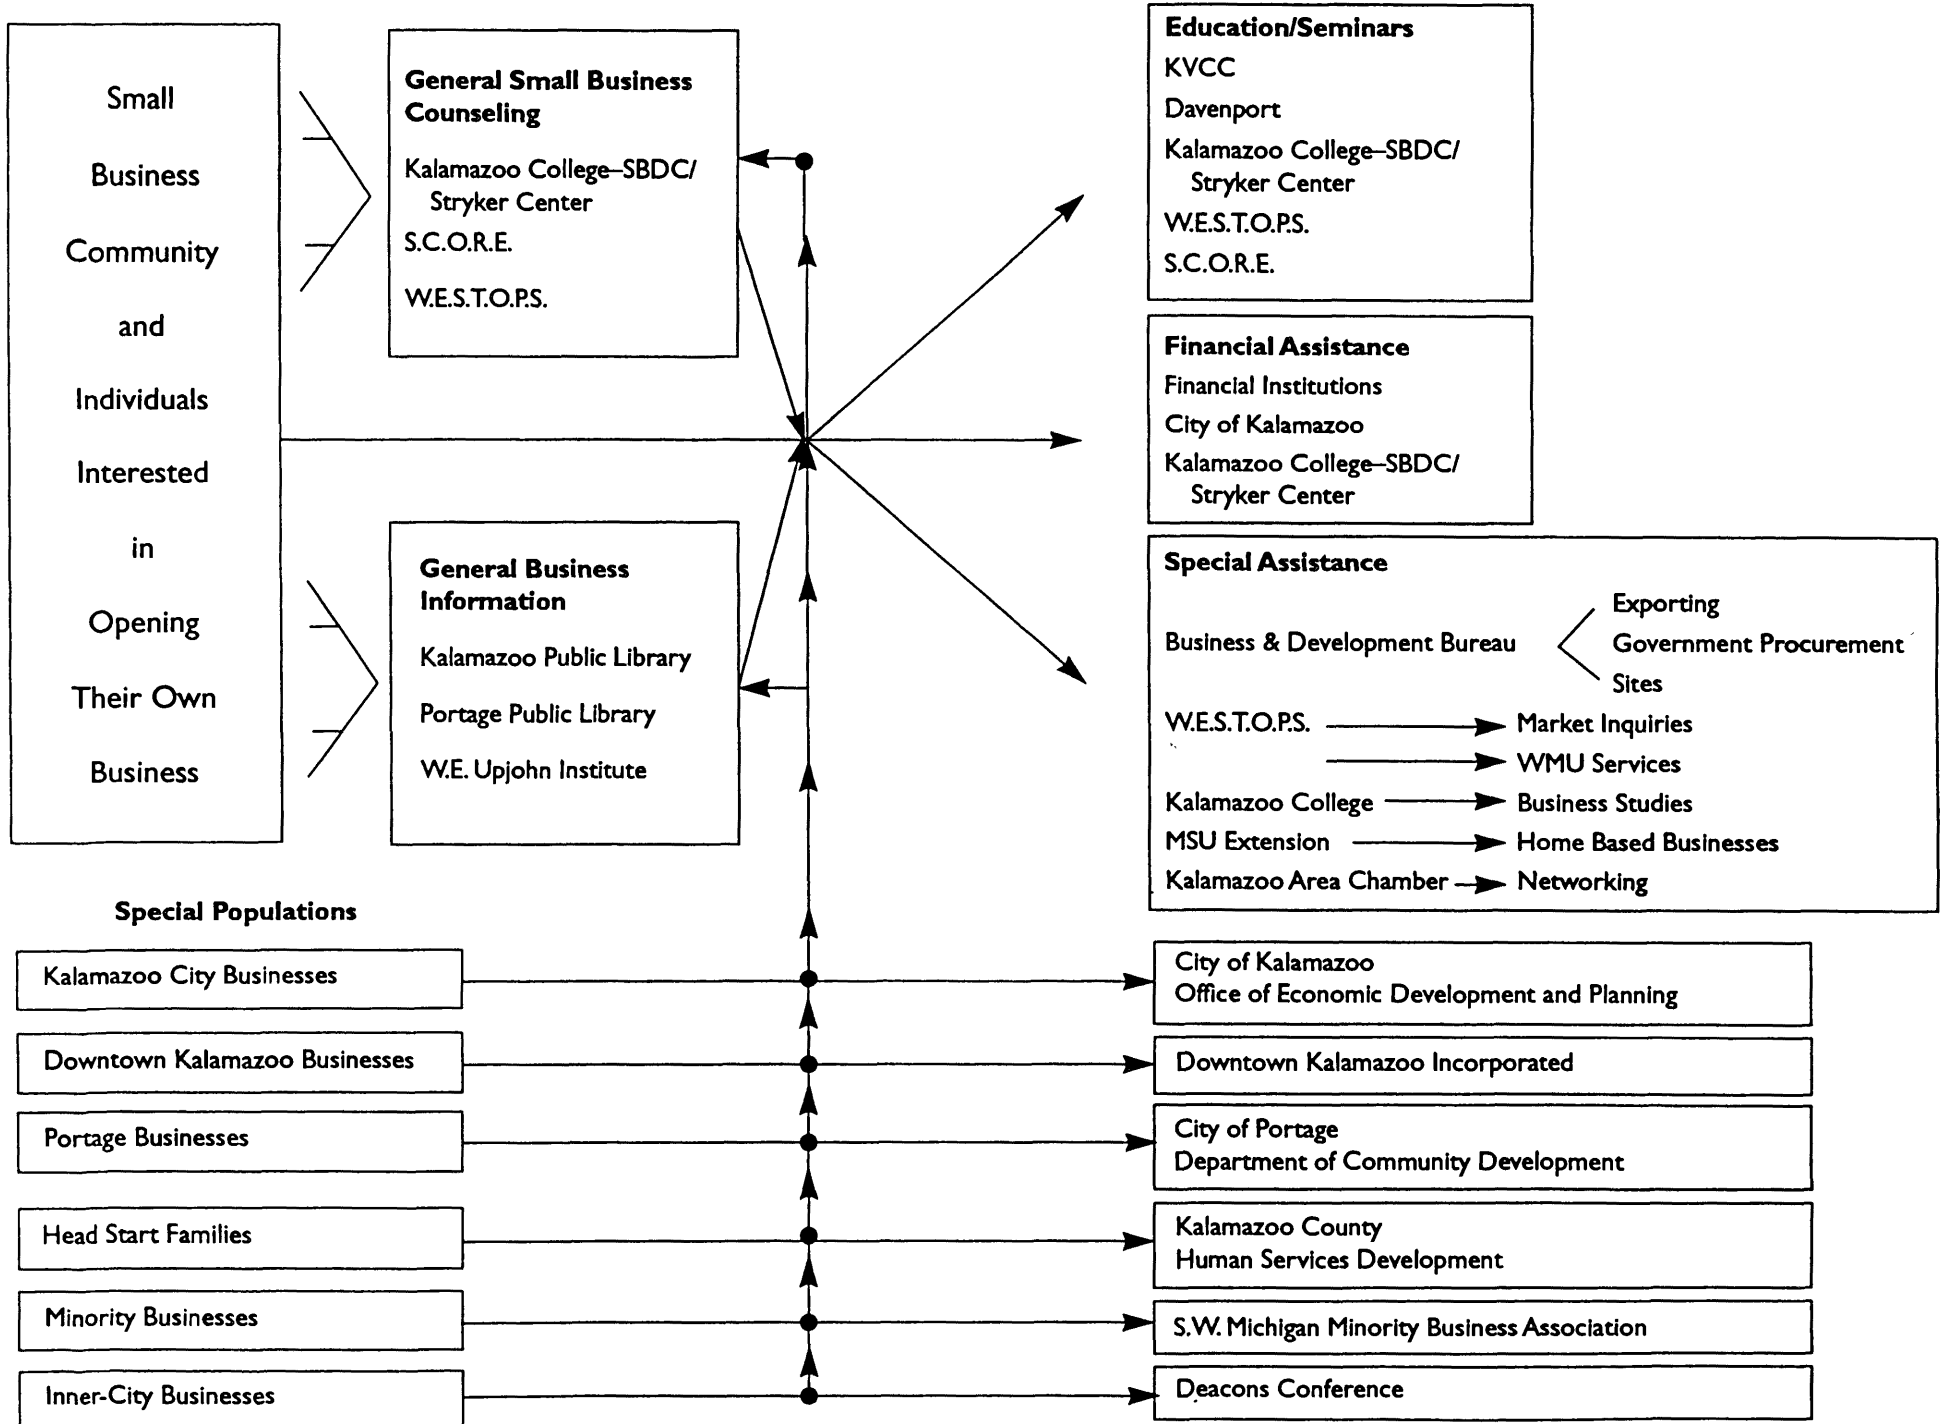 Small
Business
Community
and
Individuals
Interested
in
Opening
Their Own
Business
General Small Business
Counseling
Kalamazoo College–SBDC/
Stryker Center
S.C.O.R.E.
W.E.S.T.O.P.S.
General Business
Information
Kalamazoo Public Library
Portage Public Library
W.E. Upjohn Institute
Education/Seminars
KVCC
Davenport
Kalamazoo College–SBDC/
Stryker Center
W.E.S.T.O.P.S.
S.C.O.R.E.
Financial Assistance
Financial Institutions
City of Kalamazoo
Kalamazoo College–SBDC/
Stryker Center
Special Assistance
Business & Development Bureau
Exporting
Government Procurement
Sites
W.E.S.T.O.P.S. Market Inquiries
WMU Services
Kalamazoo College Business Studies
MSU Extension Home Based Businesses
Kalamazoo Area Chamber Networking
Special Populations
Kalamazoo City Businesses
City of Kalamazoo
Office of Economic Development and Planning
Downtown Kalamazoo Businesses
Downtown Kalamazoo Incorporated
Portage Businesses
City of Portage
Department of Community Development
Head Start Families
Kalamazoo County
Human Services Development
Minority Businesses
S.W. Michigan Minority Business Association
Inner-City Businesses
Deacons Conference